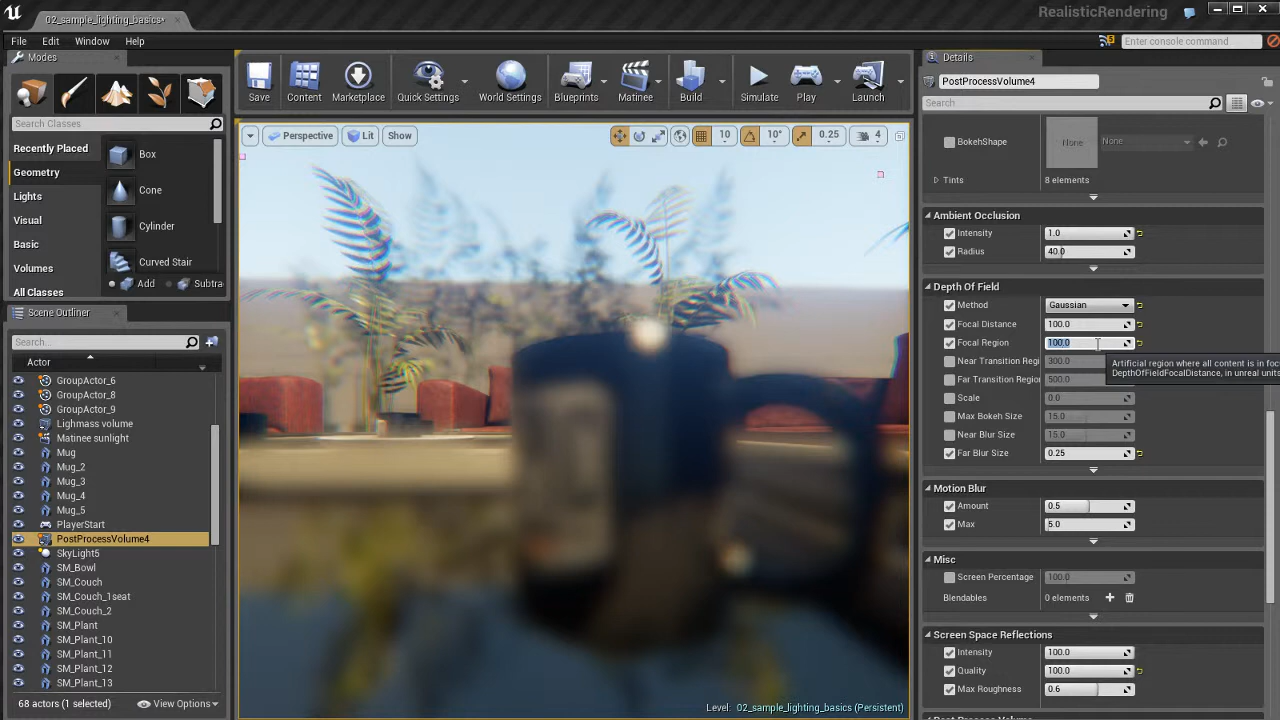 02_sample_lighting_basics*
RealisticRendering
File Edit Window Help
Enter console command
Modes
Save Content Marketplace Quick Settings World Settings Blueprints Matinee Build Simulate Play Launch
Details
PostProcessVolume4
Search
Search Classes
Recently Placed
Geometry
Lights
Visual
Basic
Volumes
All Classes
Box
Cone
Cylinder
Curved Stair
Add Subtra
Perspective Lit Show 10 10° 0.25 4
Scene Outliner
Search...
Actor
GroupActor_6
GroupActor_8
GroupActor_9
Lighmass volume
Matinee sunlight
Mug
Mug_2
Mug_3
Mug_4
Mug_5
PlayerStart
PostProcessVolume4
SkyLight5
SM_Bowl
SM_Couch
SM_Couch_1seat
SM_Couch_2
SM_Plant
SM_Plant_10
SM_Plant_11
SM_Plant_12
SM_Plant_13
68 actors (1 selected) View Options
Level: 02_sample_lighting_basics (Persistent)
BokehShape None None
Tints 8 elements
Ambient Occlusion
Intensity 1.0
Radius 40.0
Depth Of Field
Method Gaussian
Focal Distance 100.0
Focal Region 100.0
Near Transition Regi 300.0
Far Transition Region 500.0
Artificial region where all content is in focu
DepthOfFieldFocalDistance, in unreal units
Scale 0.0
Max Bokeh Size 15.0
Near Blur Size 15.0
Far Blur Size 0.25
Motion Blur
Amount 0.5
Max 5.0
Misc
Screen Percentage 100.0
Blendables 0 elements
Screen Space Reflections
Intensity 100.0
Quality 100.0
Max Roughness 0.6